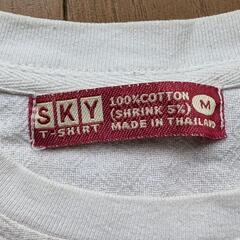 SKY
T-SHIRT
100% COTTON
(SHRINK 5%)
MADE IN THAILAND
M